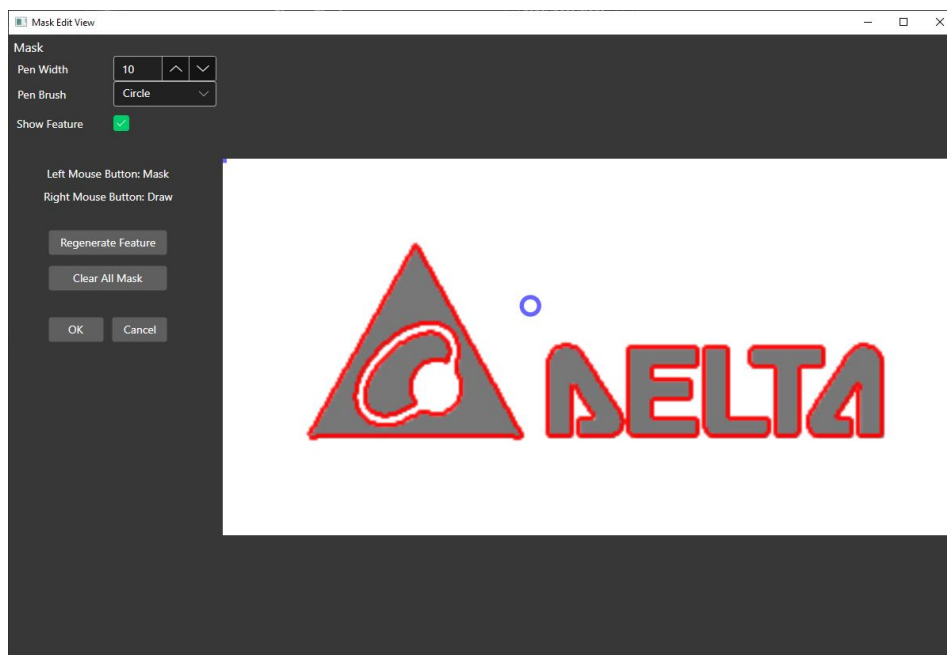 Mask Edit View
Mask
Pen Width 10
Pen Brush Circle
Show Feature
Left Mouse Button: Mask
Right Mouse Button: Draw
Regenerate Feature
Clear All Mask
OK Cancel
DELTA